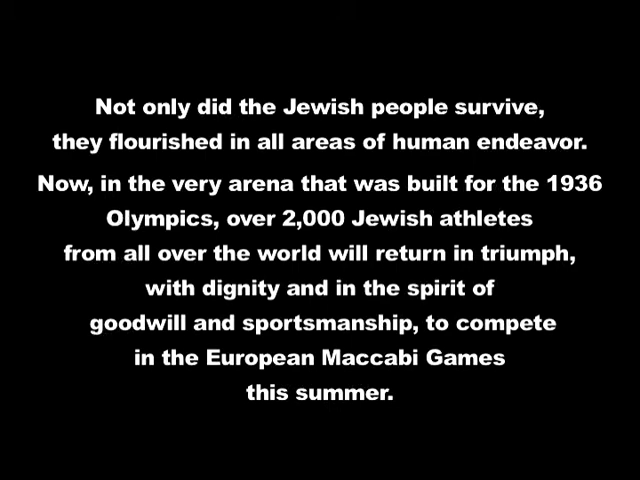 Not only did the Jewish people survive,
they flourished in all areas of human endeavor.
Now, in the very arena that was built for the 1936
Olympics, over 2,000 Jewish athletes
from all over the world will return in triumph,
with dignity and in the spirit of
goodwill and sportsmanship, to compete
in the European Maccabi Games
this summer.